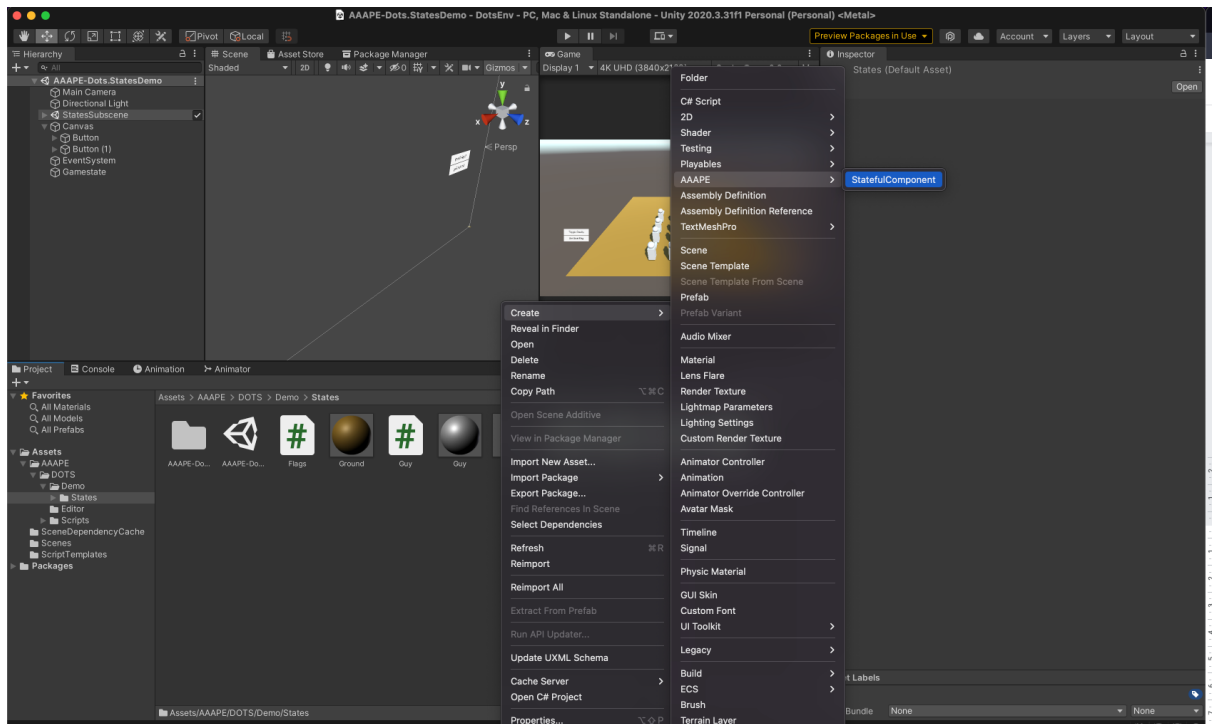 AAAPE-Dots.StatesDemo - DotsEnv - PC, Mac & Linux Standalone - Unity 2020.3.31f1 Personal (Personal) <Metal>
Pivot Local
Preview Packages in Use
Account
Layers
Layout
Hierarchy
All
AAAPE-Dots.StatesDemo
Main Camera
Directional Light
StatesSubscene
Canvas
Button
Button (1)
EventSystem
Gamestate
Scene Asset Store Package Manager
Shaded 2D 0 Gizmos
y
x z
Persp
Game
Display 1 4K UHD
Inspector
States (Default Asset)
Open
Folder
C# Script
2D
Shader
Testing
Playables
AAAPE
StatefulComponent
Assembly Definition
Assembly Definition Reference
TextMeshPro
Scene
Scene Template
Scene Template From Scene
Prefab
Prefab Variant
Audio Mixer
Material
Lens Flare
Render Texture
Lightmap Parameters
Lighting Settings
Custom Render Texture
Animator Controller
Animation
Animator Override Controller
Avatar Mask
Timeline
Signal
Physic Material
GUI Skin
Custom Font
UI Toolkit
Legacy
Build
ECS
Brush
Terrain Layer
Create
Reveal in Finder
Open
Delete
Rename
Copy Path ⌥⌘C
Open Scene Additive
View in Package Manager
Import New Asset...
Import Package
Export Package...
Find References In Scene
Select Dependencies
Refresh ⌘R
Reimport
Reimport All
Extract From Prefab
Run API Updater...
Update UXML Schema
Cache Server
Open C# Project
Properties... ⌥⇧P
Project Console Animation Animator
Favorites
All Materials
All Models
All Prefabs
Assets
AAAPE
DOTS
Demo
States
Editor
Scripts
SceneDependencyCache
Scenes
ScriptTemplates
Packages
Assets > AAAPE > DOTS > Demo > States
AAAPE-Do... AAAPE-Do... Flags Ground Guy Guy
Assets/AAAPE/DOTS/Demo/States
et Labels
Bundle None None